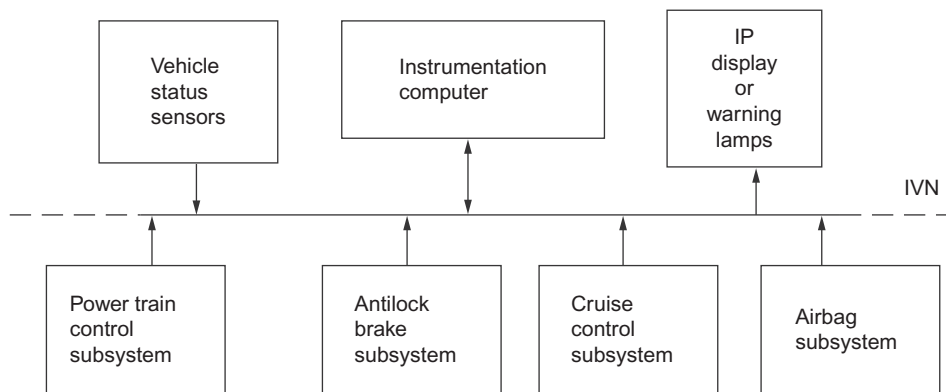 Vehicle
status
sensors
Instrumentation
computer
IP
display
or
warning
lamps
IVN
Power train
control
subsystem
Antilock
brake
subsystem
Cruise
control
subsystem
Airbag
subsystem